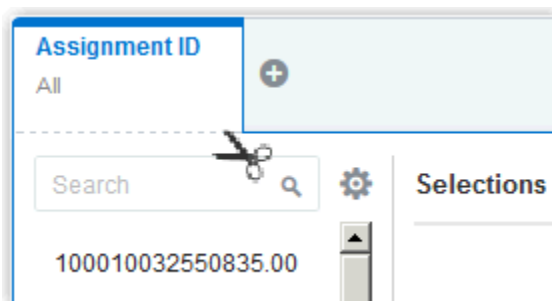 Assignment ID
All
Search
Selections
100010032550835.00